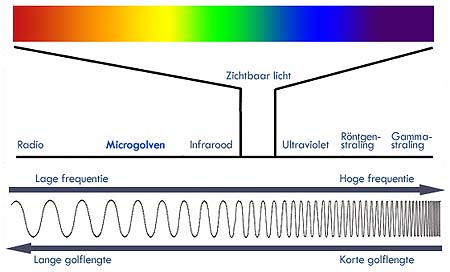 Zichtbaar licht
Radio Microgolven Infrarood Ultraviolet Röntgen-
straling Gamma-
straling
Lage frequentie Hoge frequentie
Lange golflengte Korte golflengte